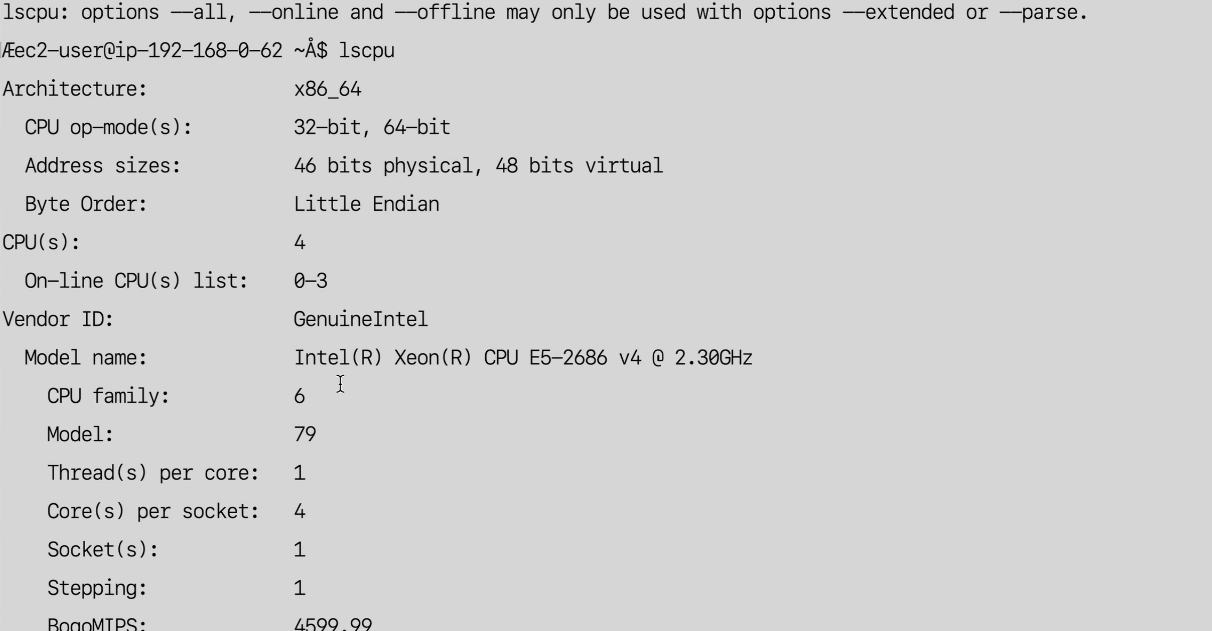 lscpu: options --all, --online and --offline may only be used with options --extended or --parse.
Æec2-user@ip-192-168-0-62 ~Å$ lscpu
Architecture: x86_64
CPU op-mode(s): 32-bit, 64-bit
Address sizes: 46 bits physical, 48 bits virtual
Byte Order: Little Endian
CPU(s): 4
On-line CPU(s) list: 0-3
Vendor ID: GenuineIntel
Model name: Intel(R) Xeon(R) CPU E5-2686 v4 @ 2.30GHz
CPU family: 6
Model: 79
Thread(s) per core: 1
Core(s) per socket: 4
Socket(s): 1
Stepping: 1
BogoMIPS: 4599.99